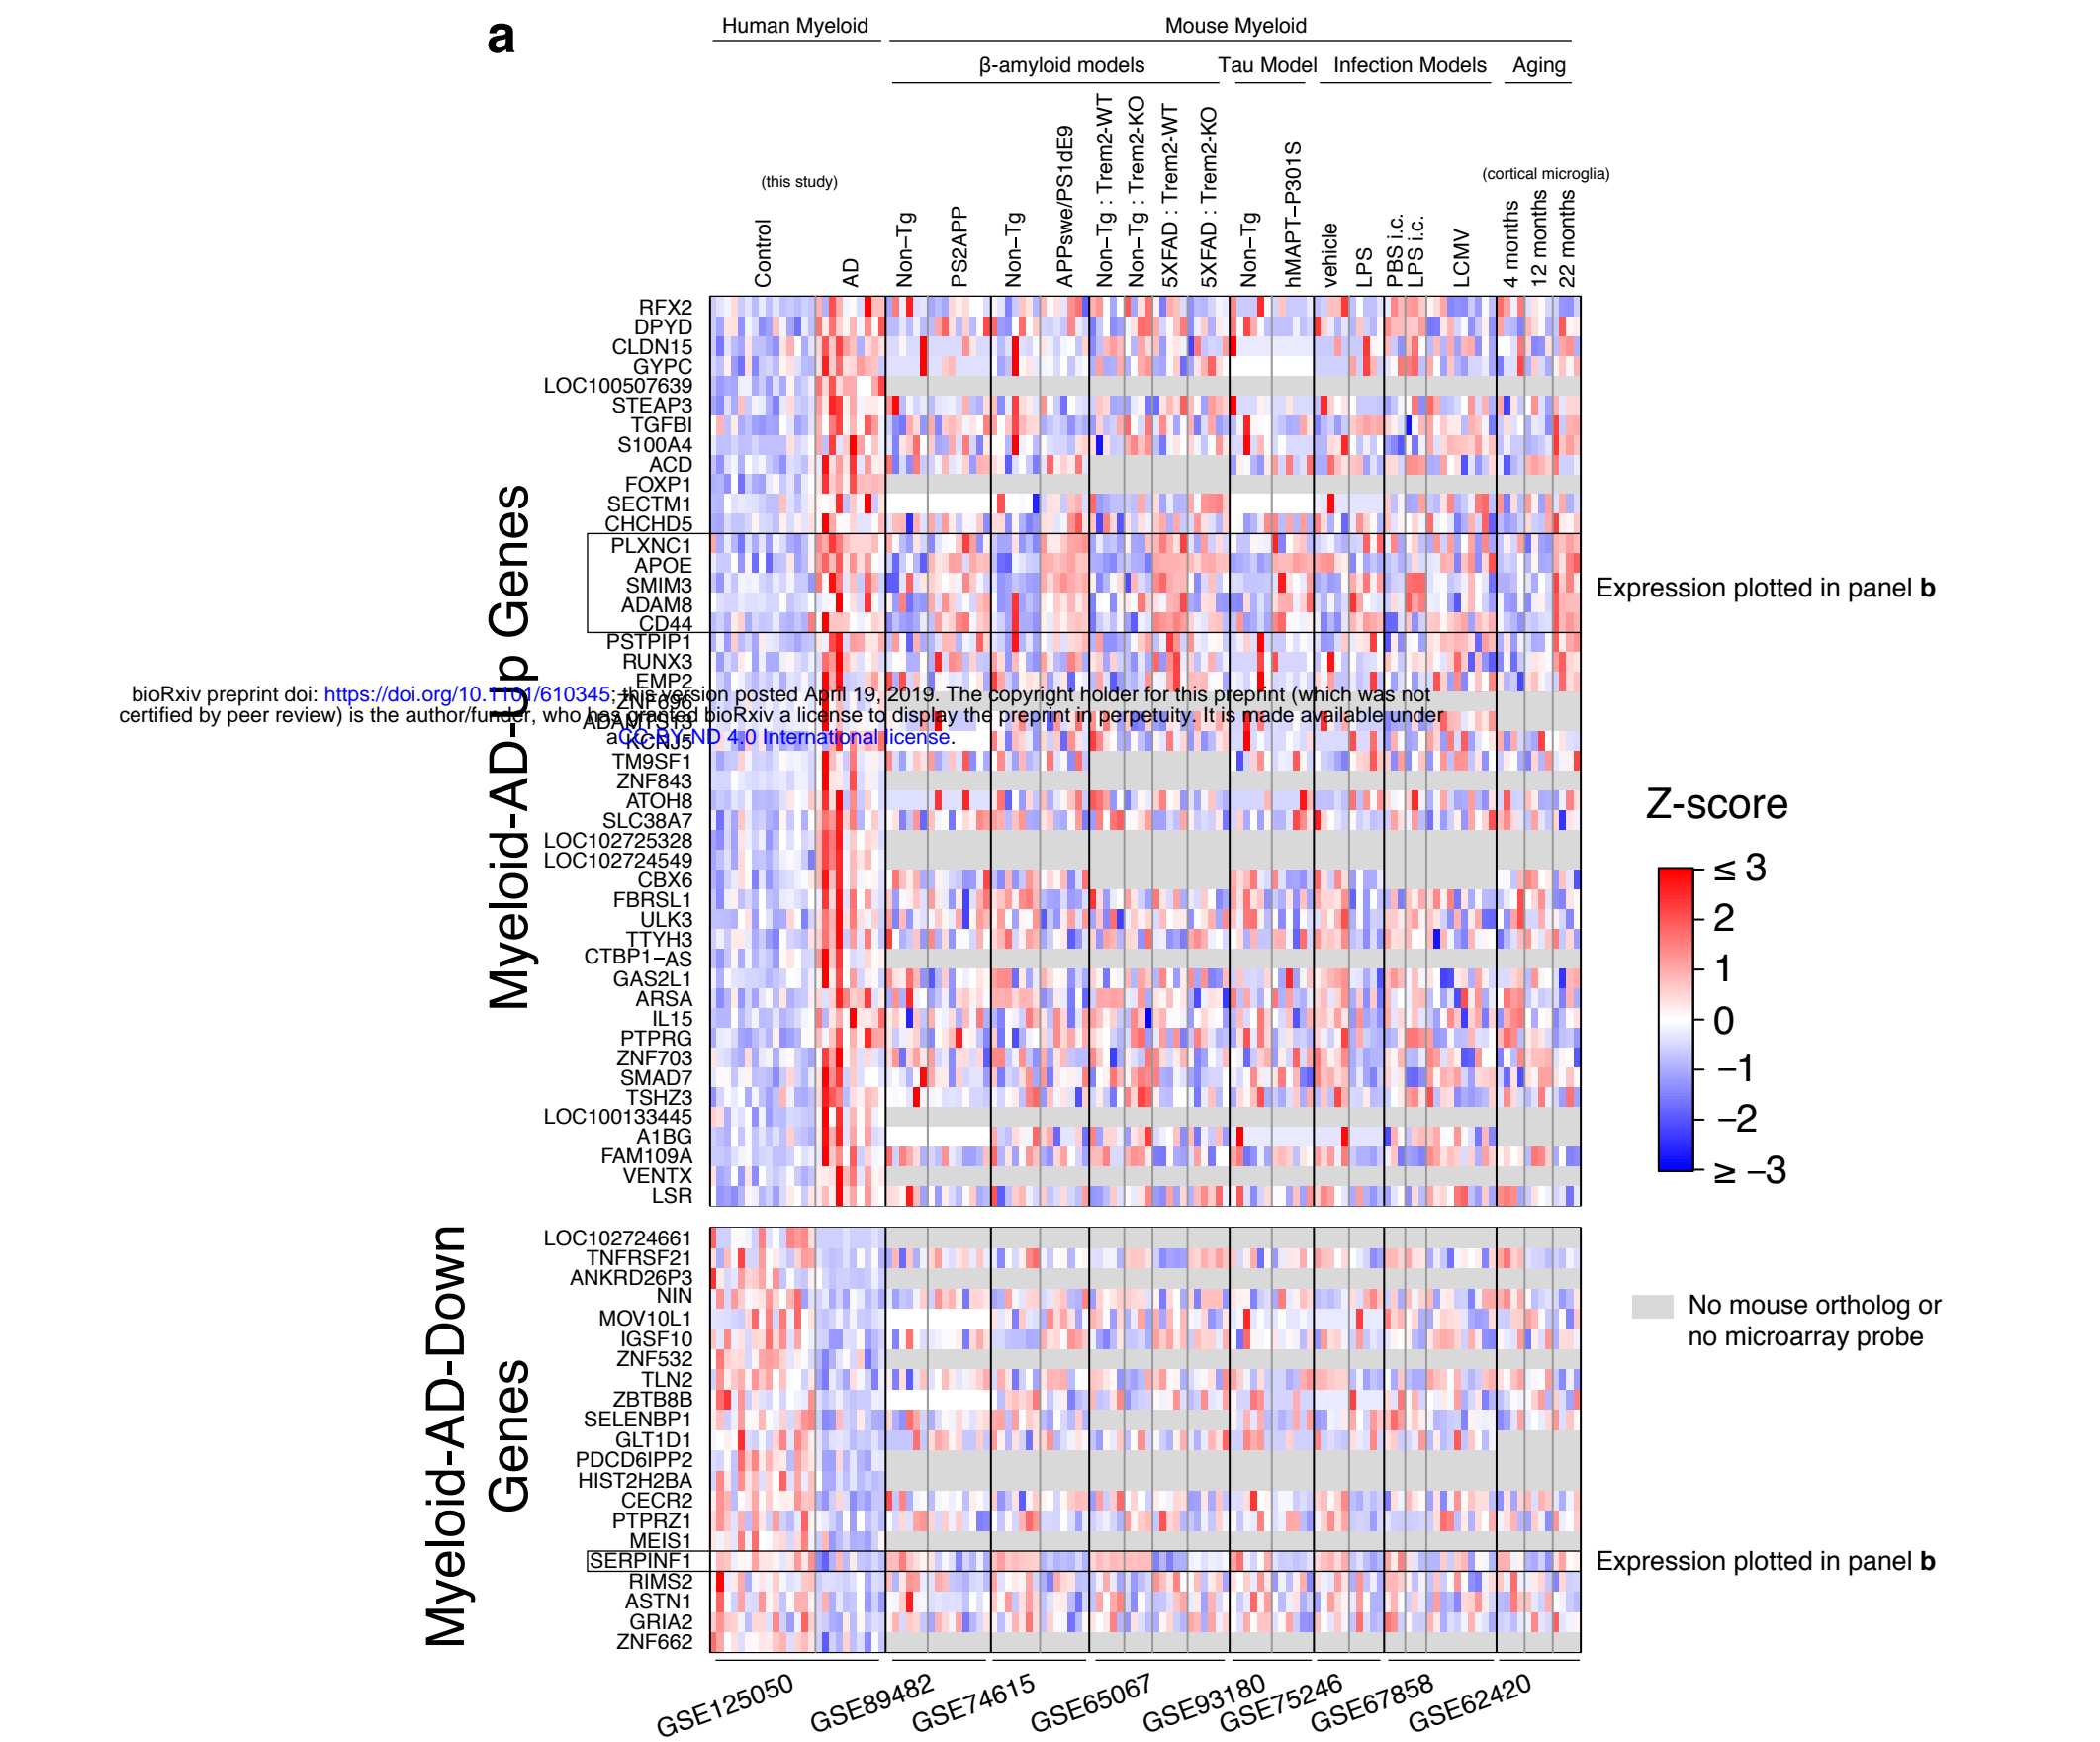 a
Human Myeloid
Mouse Myeloid
β-amyloid models
Tau Model
Infection Models
Aging
(this study)
(cortical microglia)
Control
AD
Non−Tg
PS2APP
Non−Tg
APPswe/PS1dE9
Non−Tg : Trem2-WT
Non−Tg : Trem2-KO
5XFAD : Trem2-WT
5XFAD : Trem2-KO
Non−Tg
hMAPT−P301S
vehicle
LPS
PBS i.c.
LPS i.c.
LCMV
4 months
12 months
22 months
Myeloid-AD-Up Genes
RFX2
DPYD
CLDN15
GYPC
LOC100507639
STEAP3
TGFBI
S100A4
ACD
FOXP1
SECTM1
CHCHD5
PLXNC1
APOE
SMIM3
ADAM8
CD44
Expression plotted in panel b
PSTPIP1
RUNX3
EMP2
bioRxiv preprint doi: https://doi.org/10.1101/610345; this version posted April 19, 2019. The copyright holder for this preprint (which was not
certified by peer review) is the author/funder, who has granted bioRxiv a license to display the preprint in perpetuity. It is made available under
aCC-BY-ND 4.0 International license.
ZNF696
ADAMTS13
KCNJ5
TM9SF1
ZNF843
ATOH8
SLC38A7
LOC102725328
LOC102724549
CBX6
FBRSL1
ULK3
TTYH3
CTBP1−AS
GAS2L1
ARSA
IL15
PTPRG
ZNF703
SMAD7
TSHZ3
LOC100133445
A1BG
FAM109A
VENTX
LSR
Z-score
≤ 3
2
1
0
−1
−2
≥ −3
Myeloid-AD-Down
Genes
LOC102724661
TNFRSF21
ANKRD26P3
NIN
MOV10L1
IGSF10
ZNF532
TLN2
ZBTB8B
SELENBP1
GLT1D1
PDCD6IPP2
HIST2H2BA
CECR2
PTPRZ1
MEIS1
SERPINF1
RIMS2
ASTN1
GRIA2
ZNF662
No mouse ortholog or
no microarray probe
Expression plotted in panel b
GSE125050
GSE89482
GSE74615
GSE65067
GSE93180
GSE75246
GSE67858
GSE62420